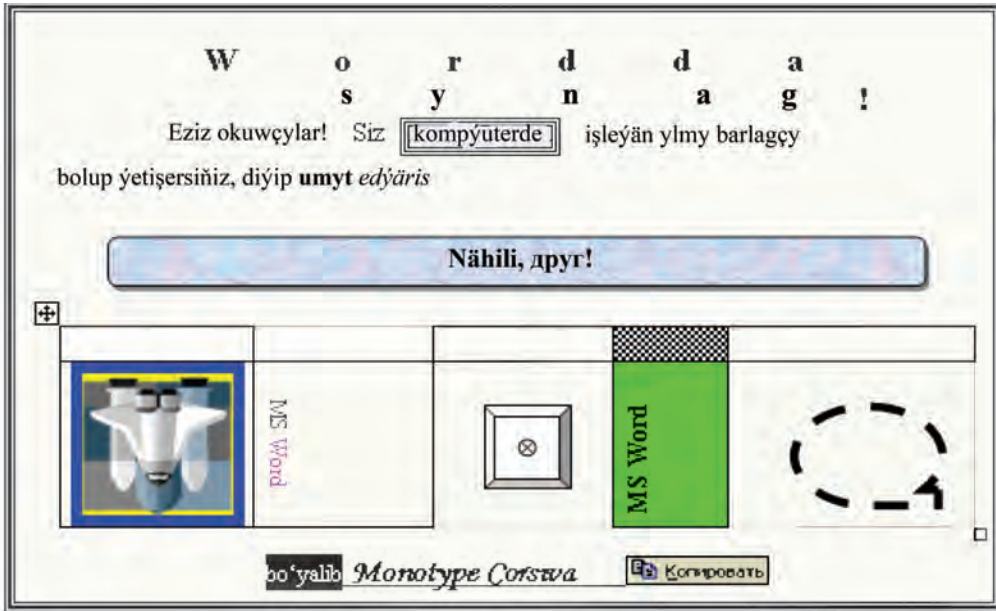 W o r d d a
s y n a g !
Eziz okuwçylar! Siz kompýuterde işleýän ylmy barlagçy
bolup ýetişersiňiz, diýip umyt edýäris
Nähili, друг!
MS Word
MS Word
bo‘yalib Monotype Corsiva Копировать